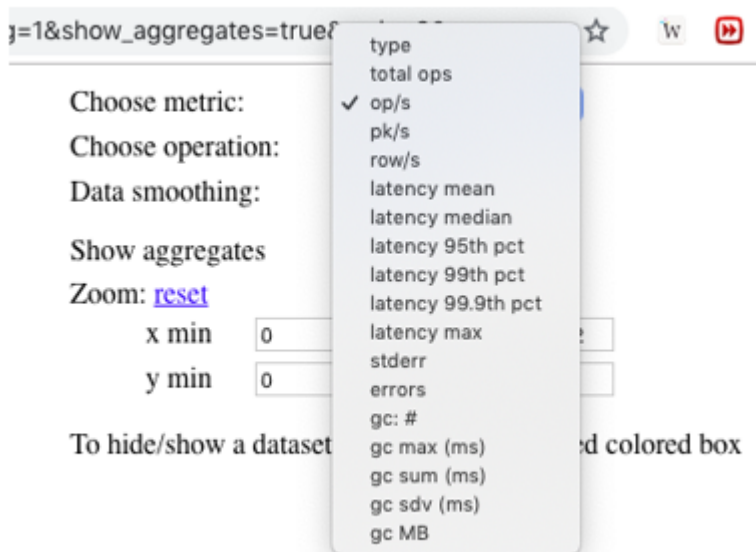 g=1&show_aggregates=true&
W
type
total ops
✓ op/s
pk/s
row/s
latency mean
latency median
latency 95th pct
latency 99th pct
latency 99.9th pct
latency max
stderr
errors
gc: #
gc max (ms)
gc sum (ms)
gc sdv (ms)
gc MB
Choose metric:
Choose operation:
Data smoothing:
Show aggregates
Zoom: reset
x min 0
y min 0
To hide/show a dataset
ed colored box